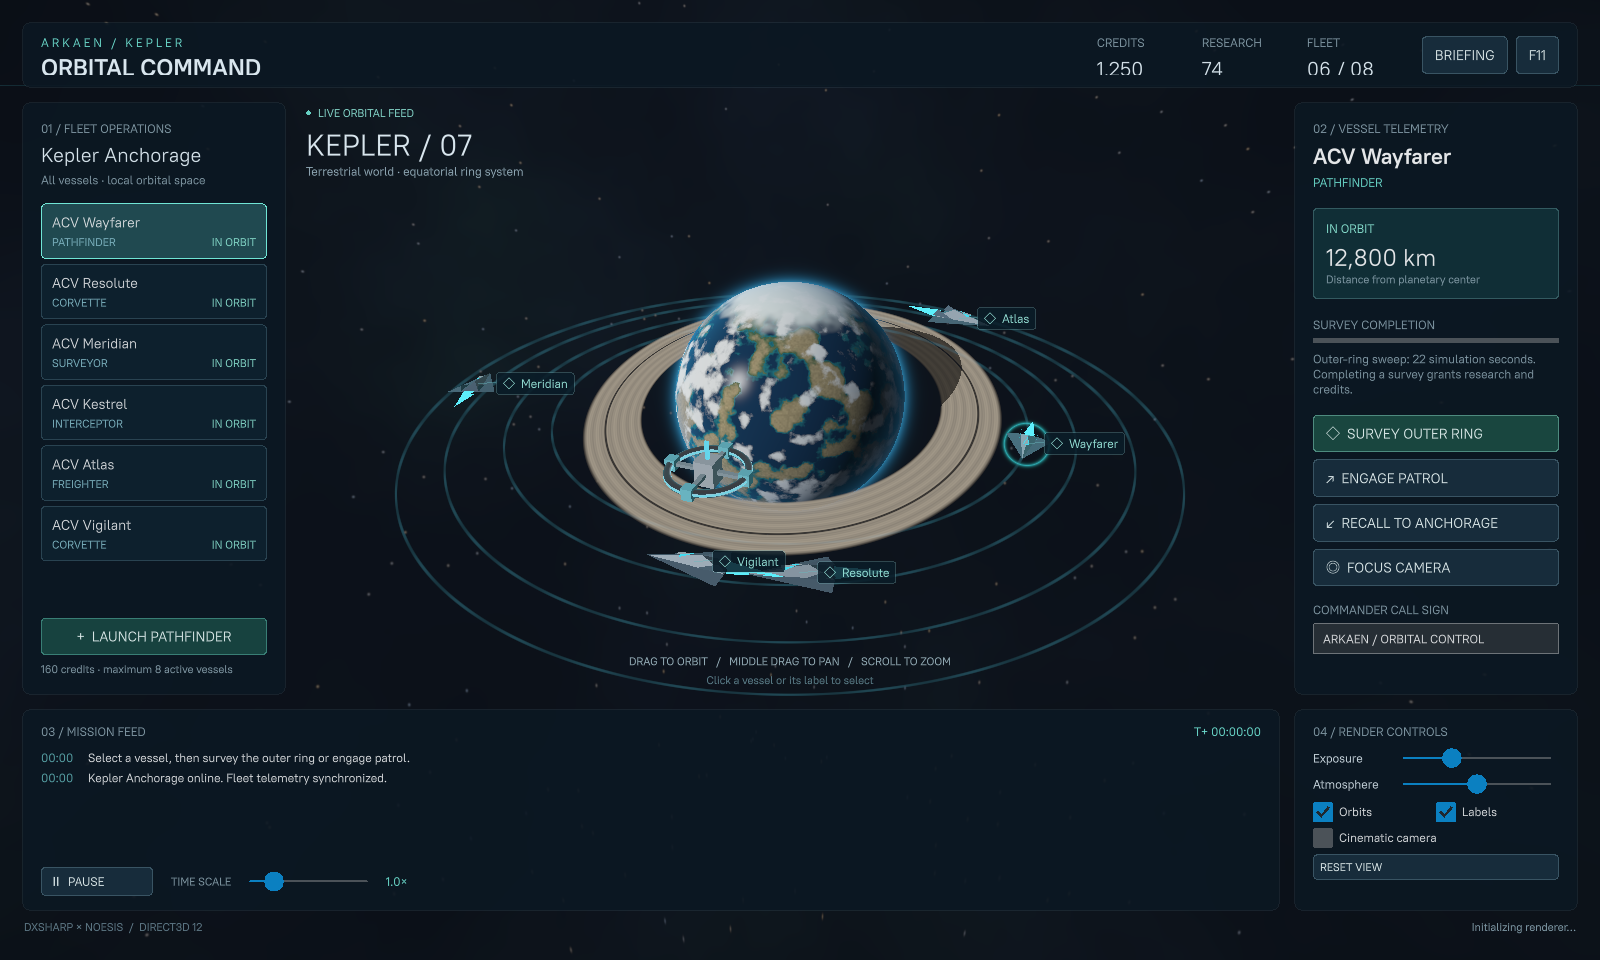 ARKAEN / KEPLER
ORBITAL COMMAND
CREDITS
1,250
RESEARCH
74
FLEET
06 / 08
BRIEFING
F11
01 / FLEET OPERATIONS
Kepler Anchorage
All vessels · local orbital space
ACV Wayfarer
PATHFINDER IN ORBIT
ACV Resolute
CORVETTE IN ORBIT
ACV Meridian
SURVEYOR IN ORBIT
ACV Kestrel
INTERCEPTOR IN ORBIT
ACV Atlas
FREIGHTER IN ORBIT
ACV Vigilant
CORVETTE IN ORBIT
+ LAUNCH PATHFINDER
160 credits · maximum 8 active vessels
LIVE ORBITAL FEED
KEPLER / 07
Terrestrial world · equatorial ring system
Atlas
Meridian
Wayfarer
Vigilant
Resolute
DRAG TO ORBIT / MIDDLE DRAG TO PAN / SCROLL TO ZOOM
Click a vessel or its label to select
02 / VESSEL TELEMETRY
ACV Wayfarer
PATHFINDER
IN ORBIT
12,800 km
Distance from planetary center
SURVEY COMPLETION
Outer-ring sweep: 22 simulation seconds.
Completing a survey grants research and
credits.
◇ SURVEY OUTER RING
↗ ENGAGE PATROL
↙ RECALL TO ANCHORAGE
◎ FOCUS CAMERA
COMMANDER CALL SIGN
ARKAEN / ORBITAL CONTROL
03 / MISSION FEED
T+ 00:00:00
00:00 Select a vessel, then survey the outer ring or engage patrol.
00:00 Kepler Anchorage online. Fleet telemetry synchronized.
PAUSE
TIME SCALE
1.0×
04 / RENDER CONTROLS
Exposure
Atmosphere
Orbits
Labels
Cinematic camera
RESET VIEW
DXSHARP × NOESIS / DIRECT3D 12
Initializing renderer...